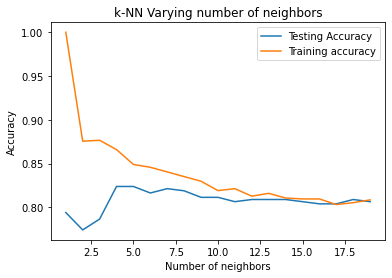 k-NN Varying number of neighbors
Testing Accuracy
Training accuracy
Accuracy
1.00
0.95
0.90
0.85
0.80
2.5 5.0 7.5 10.0 12.5 15.0 17.5
Number of neighbors